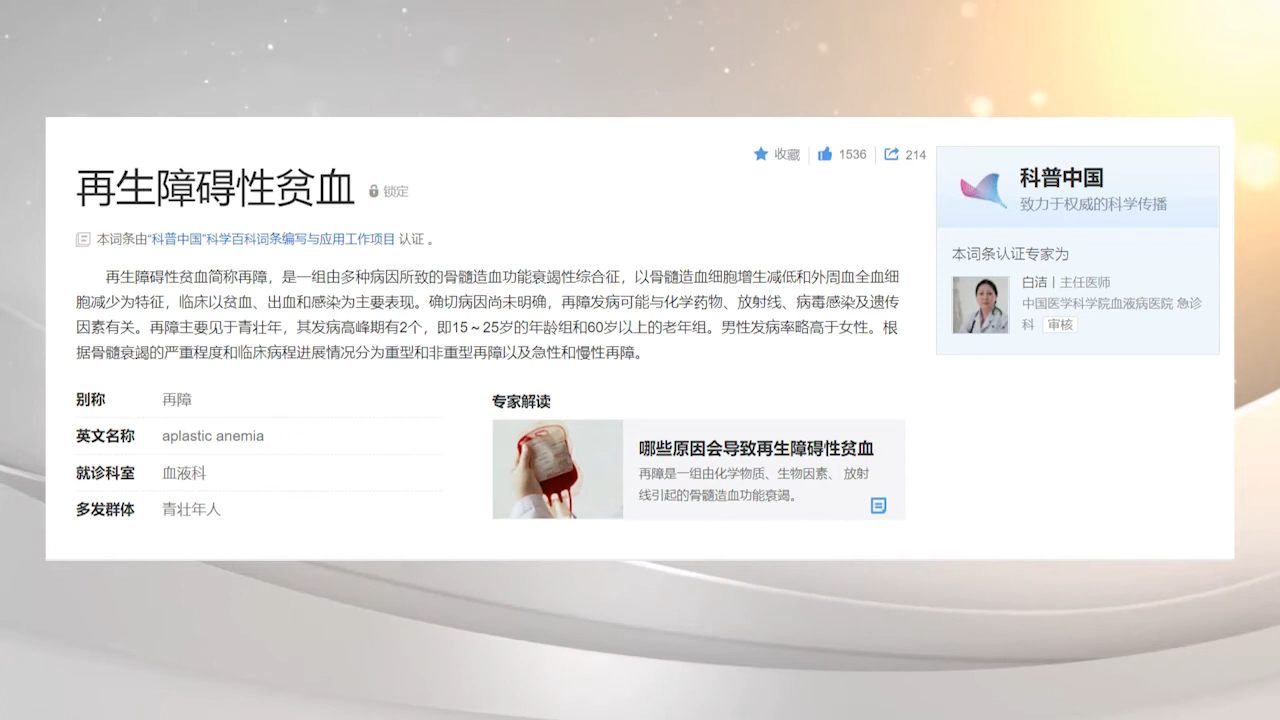 收藏
1536
214
再生障碍性贫血 锁定
本词条由“科普中国”科学百科词条编写与应用工作项目 认证 。
再生障碍性贫血简称再障，是一组由多种病因所致的骨髓造血功能衰竭性综合征，以骨髓造血细胞增生减低和外周血全血细
胞减少为特征，临床以贫血、出血和感染为主要表现。确切病因尚未明确，再障发病可能与化学药物、放射线、病毒感染及遗传
因素有关。再障主要见于青壮年，其发病高峰期有2个，即15～25岁的年龄组和60岁以上的老年组。男性发病率略高于女性。根
据骨髓衰竭的严重程度和临床病程进展情况分为重型和非重型再障以及急性和慢性再障。
别称 再障
英文名称 aplastic anemia
就诊科室 血液科
多发群体 青壮年人
专家解读
哪些原因会导致再生障碍性贫血
再障是一组由化学物质、生物因素、 放射
线引起的骨髓造血功能衰竭。
科普中国
致力于权威的科学传播
本词条认证专家为
白洁丨主任医师
中国医学科学院血液病医院 急诊
科 审核